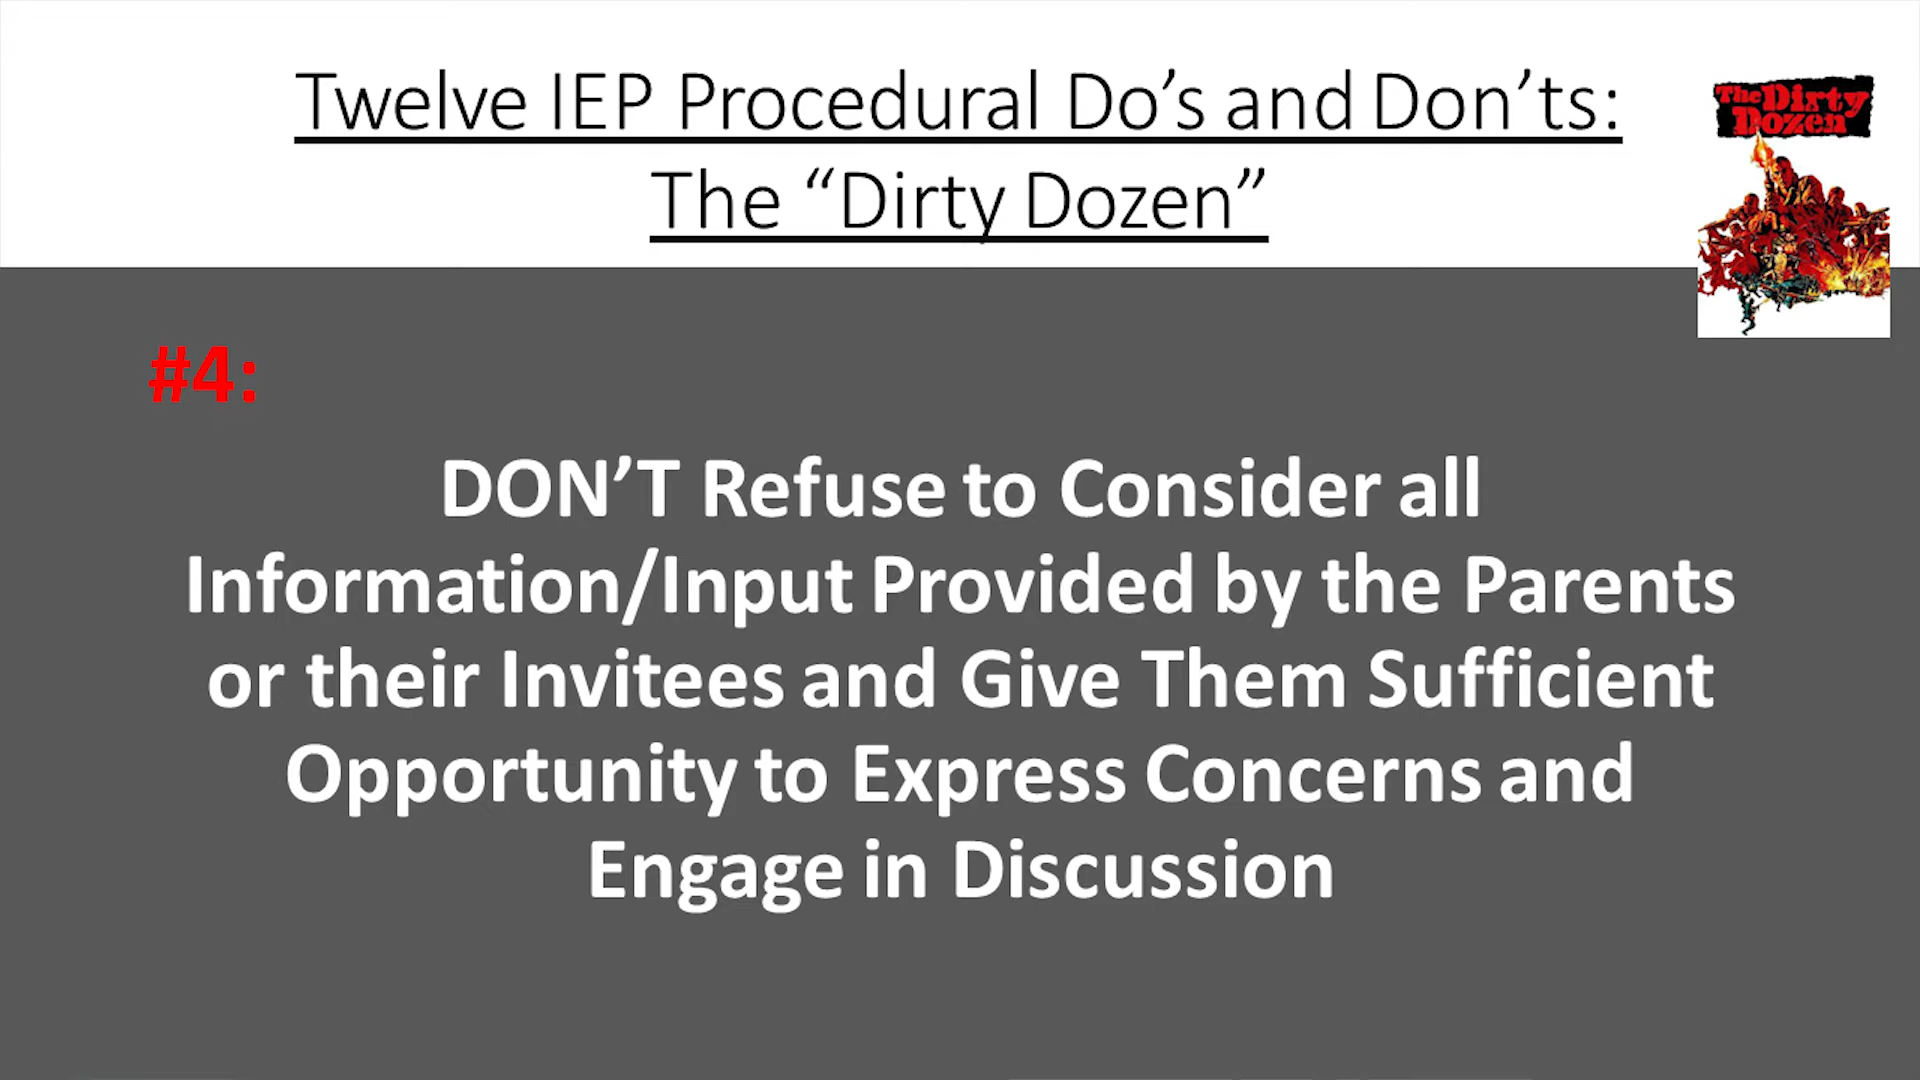 Twelve IEP Procedural Do’s and Don’ts:
The “Dirty Dozen”
The Dirty
Dozen
#4:
DON’T Refuse to Consider all
Information/Input Provided by the Parents
or their Invitees and Give Them Sufficient
Opportunity to Express Concerns and
Engage in Discussion